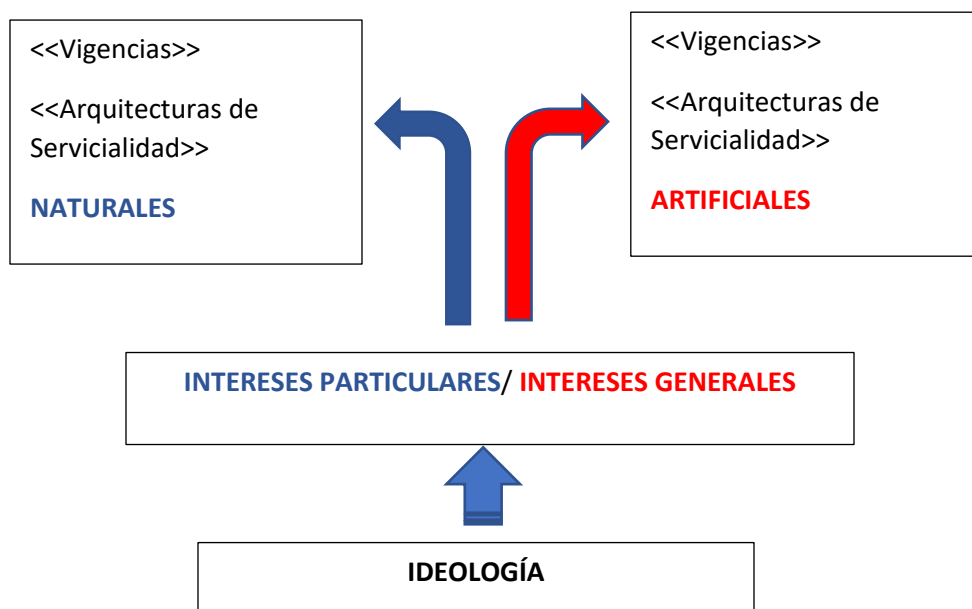 <<Vigencias>>
<<Arquitecturas de
Servicialidad>>
NATURALES
<<Vigencias>>
<<Arquitecturas de
Servicialidad>>
ARTIFICIALES
INTERESES PARTICULARES/ INTERESES GENERALES
IDEOLOGÍA